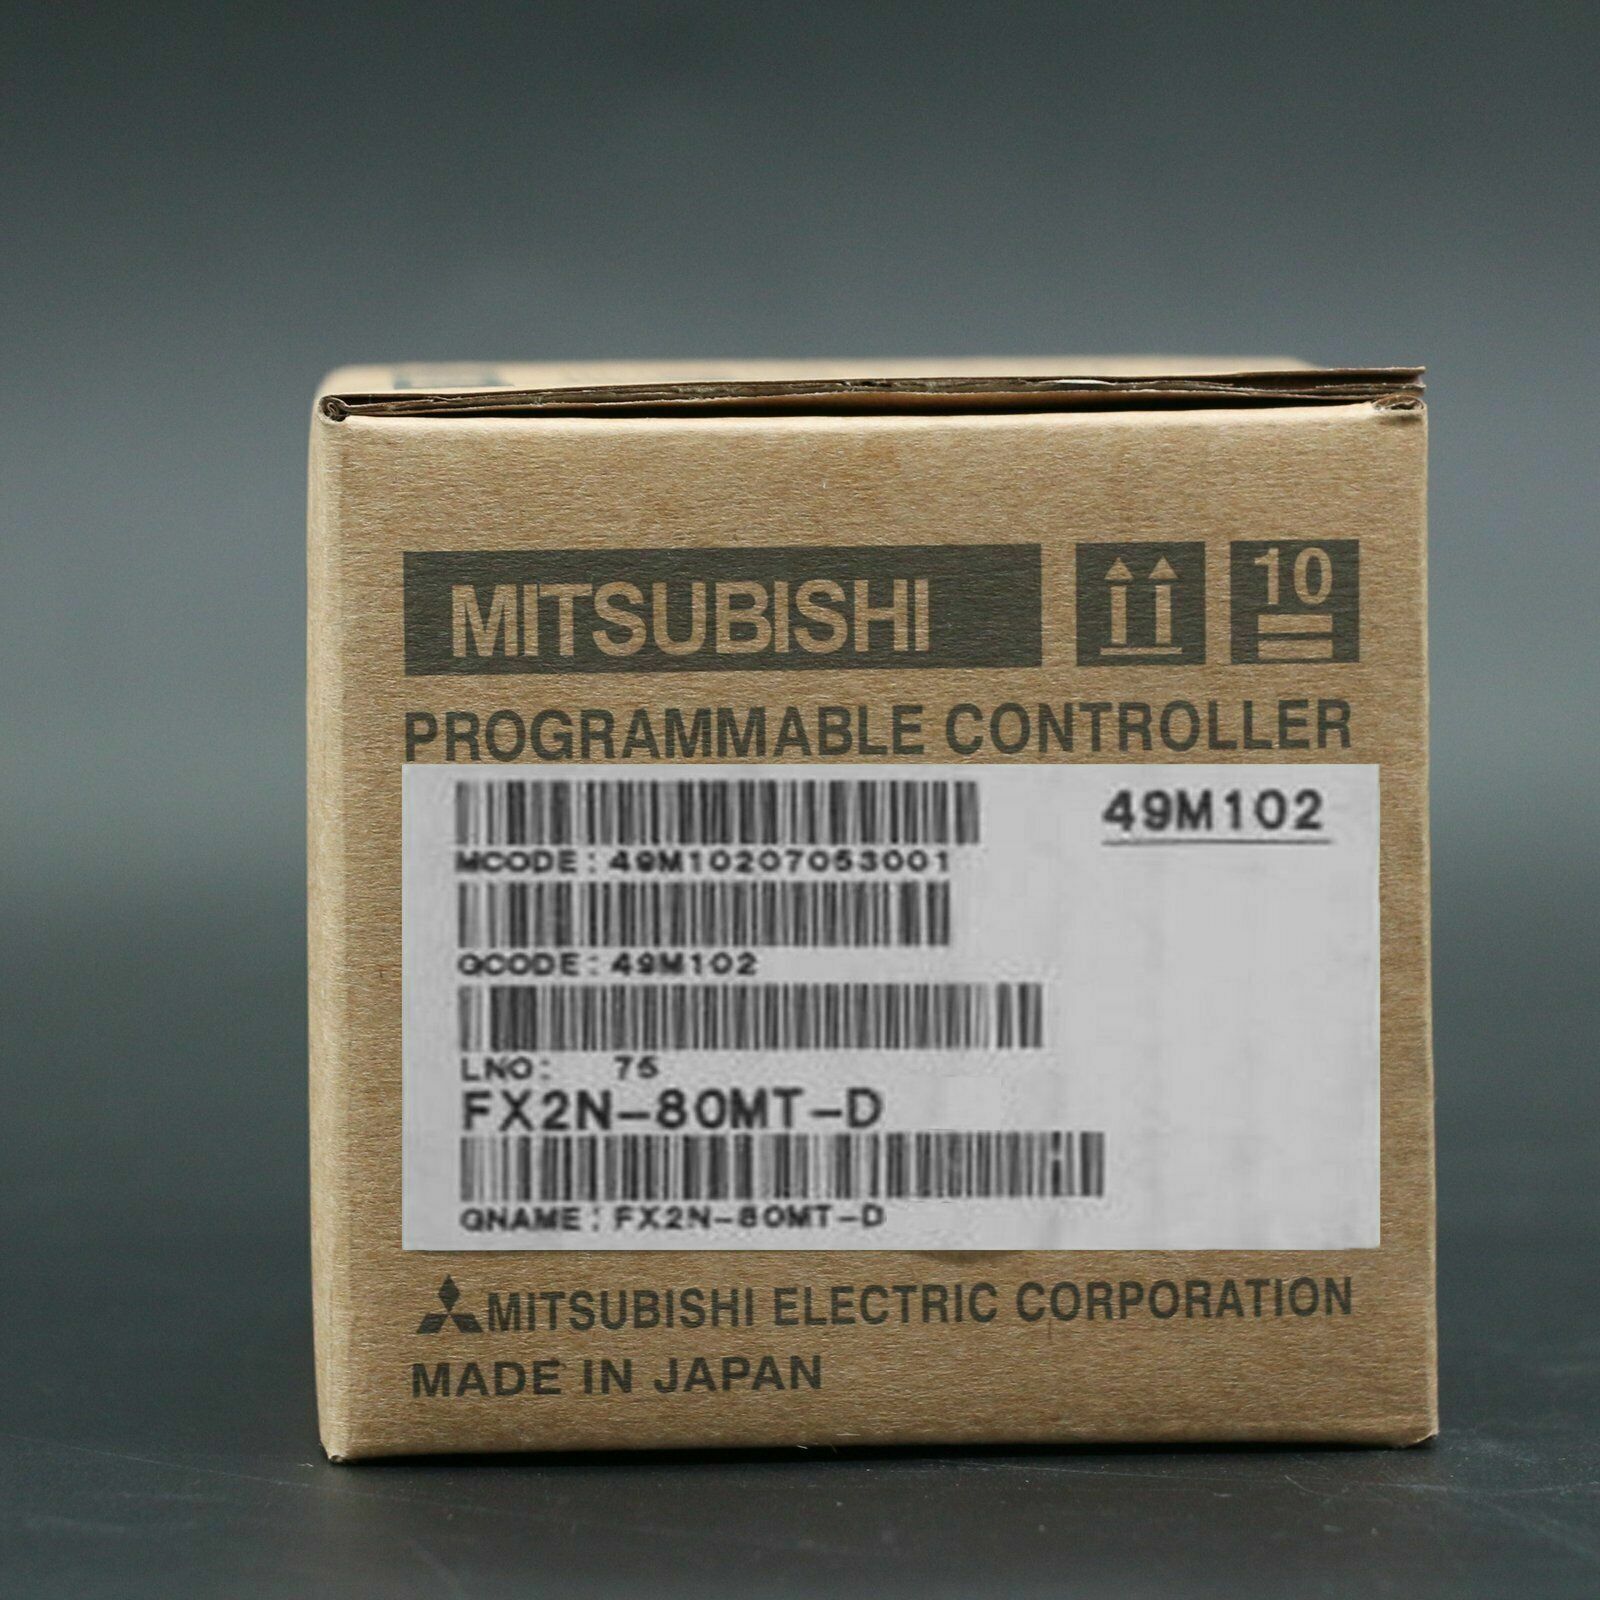 MITSUBISHI
10
PROGRAMMABLE CONTROLLER
49M102
MCODE: 49M10207053001
QCODE: 49M102
LNO: 75
FX2N-80MT-D
QNAME: FX2N-80MT-D
MITSUBISHI ELECTRIC CORPORATION
MADE IN JAPAN